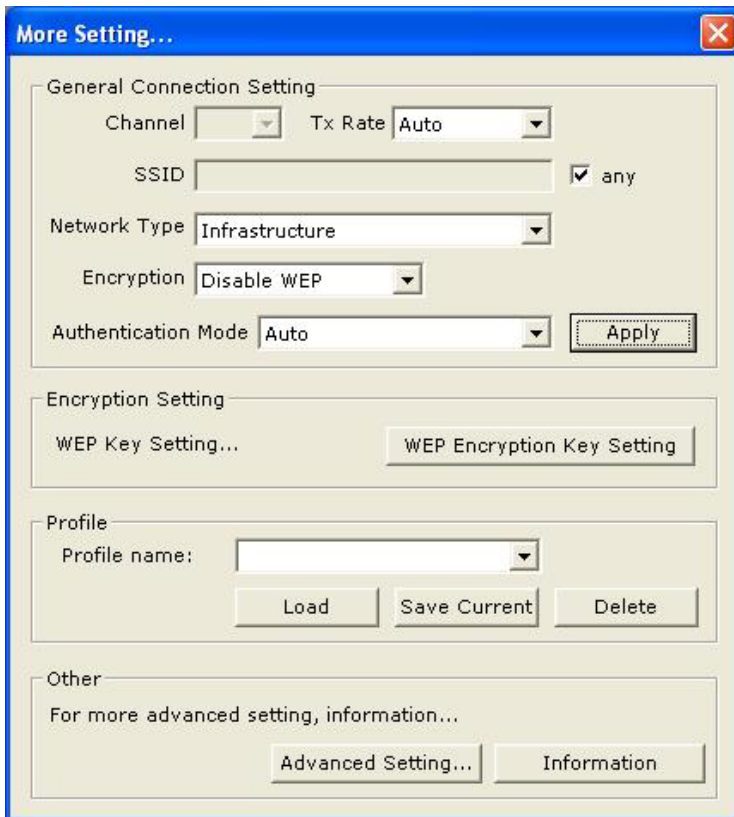 More Setting...
General Connection Setting
Channel Tx Rate Auto
SSID any
Network Type Infrastructure
Encryption Disable WEP
Authentication Mode Auto Apply
Encryption Setting
WEP Key Setting... WEP Encryption Key Setting
Profile
Profile name:
Load Save Current Delete
Other
For more advanced setting, information...
Advanced Setting... Information